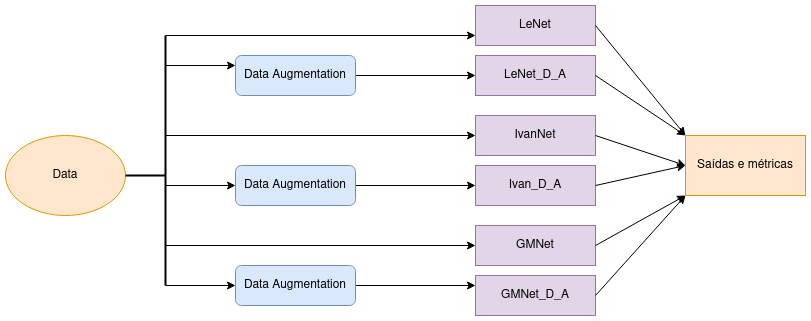 LeNet
Data Augmentation
LeNet_D_A
IvanNet
Data
Saídas e métricas
Data Augmentation
Ivan_D_A
GMNet
Data Augmentation
GMNet_D_A